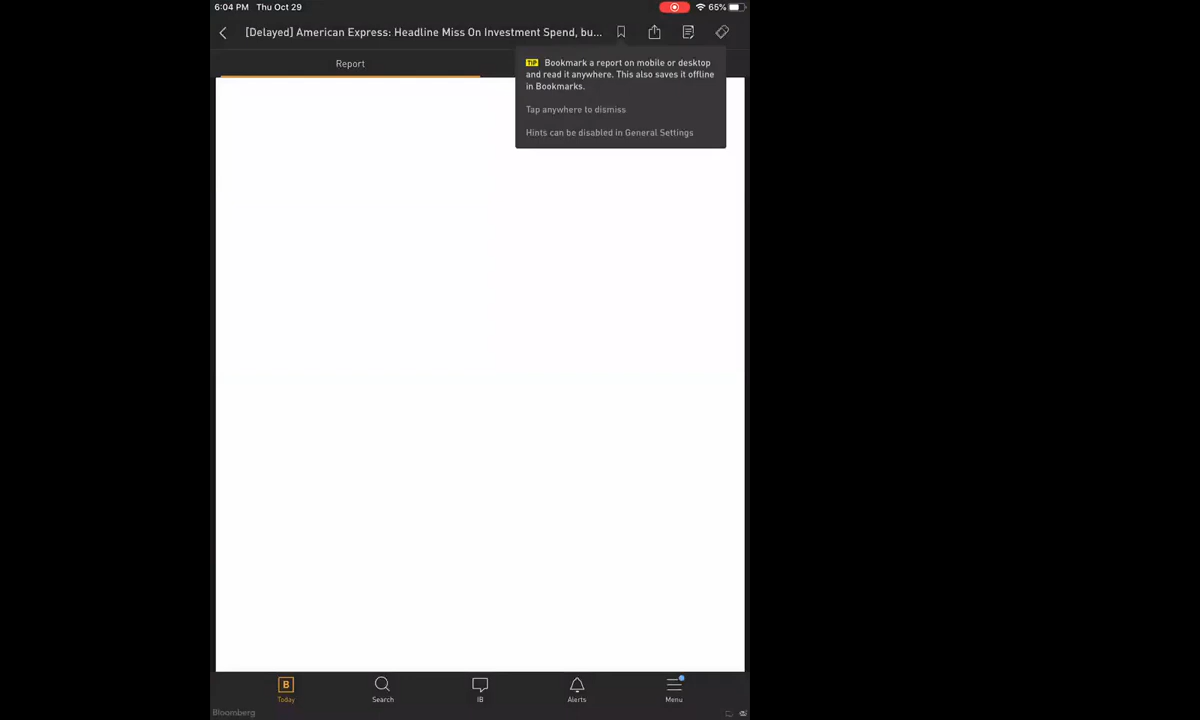 6:04 PM Thu Oct 29
65%
[Delayed] American Express: Headline Miss On Investment Spend, bu...
Report
TIP Bookmark a report on mobile or desktop
and read it anywhere. This also saves it offline
in Bookmarks.
Tap anywhere to dismiss
Hints can be disabled in General Settings
B
Today
Search
IB
Alerts
Menu
Bloomberg